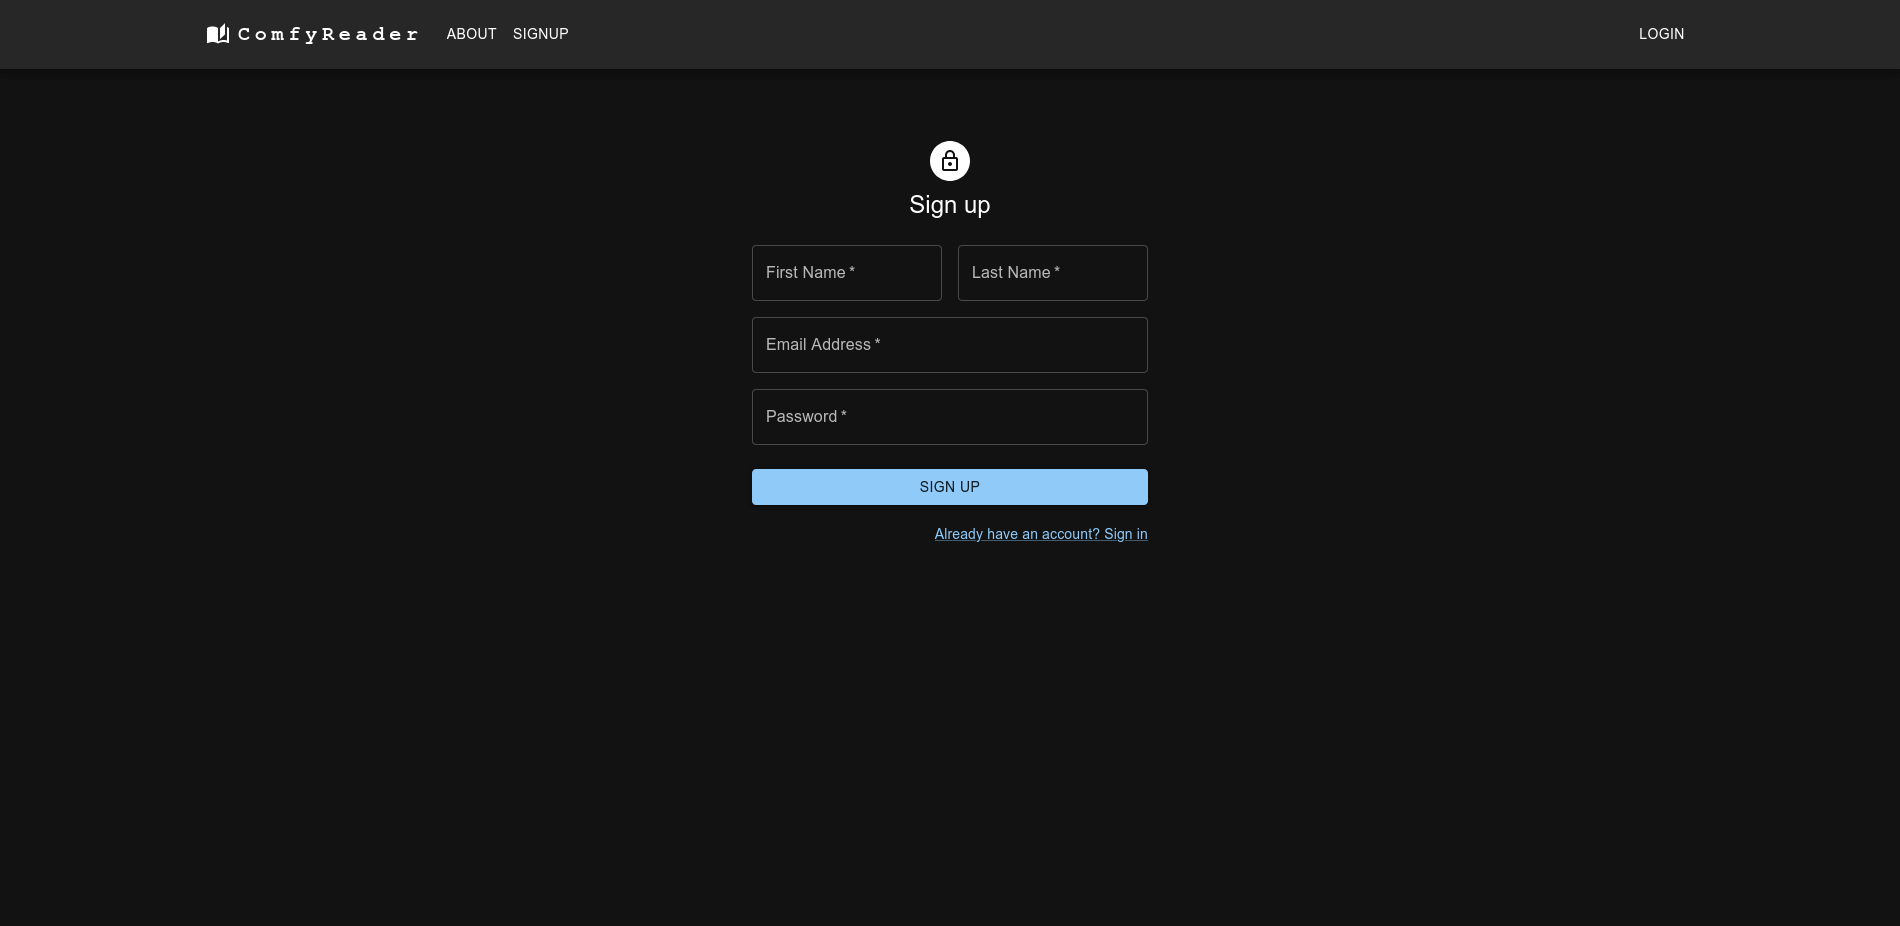 ComfyReader ABOUT SIGNUP LOGIN
Sign up
First Name * Last Name *
Email Address *
Password *
SIGN UP
Already have an account? Sign in